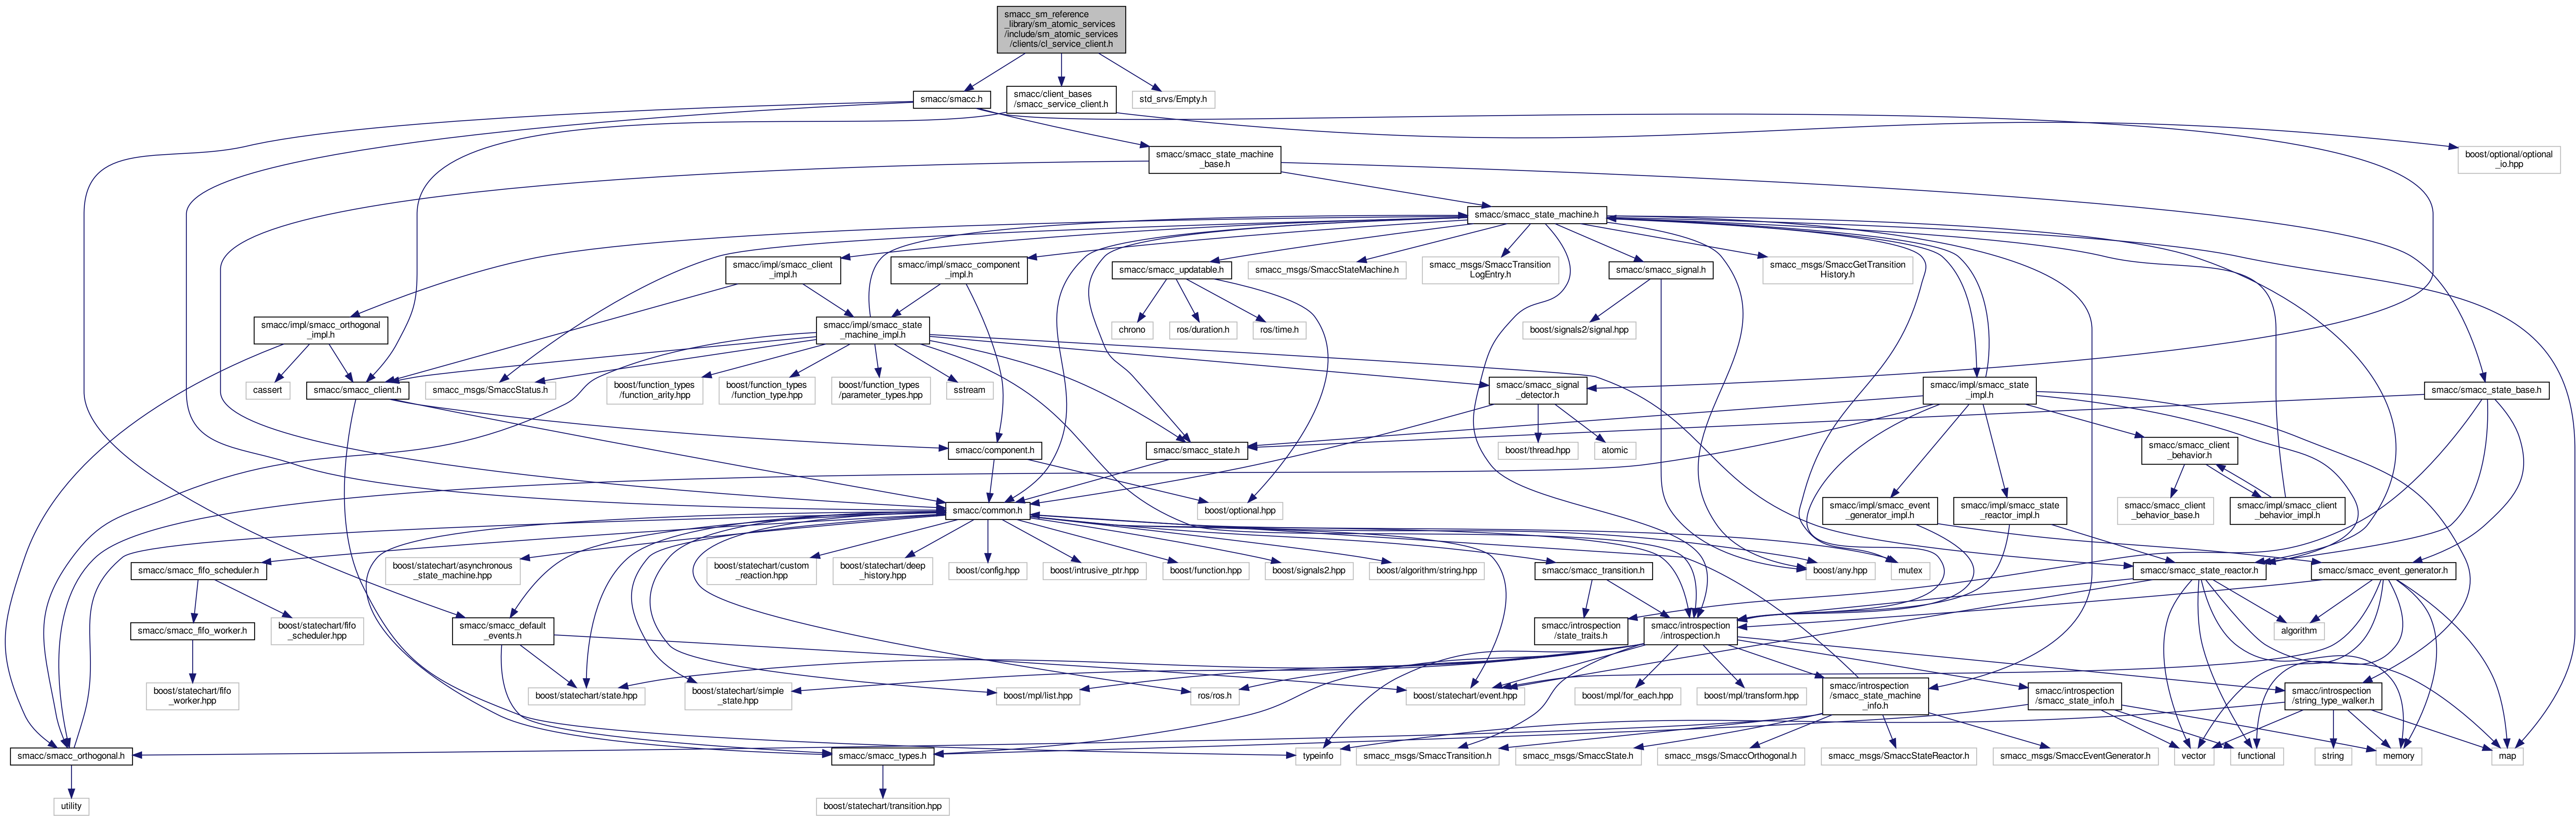 smacc_sm_reference
_library/sm_atomic_services
/include/sm_atomic_services
/clients/cl_service_client.h
smacc/smacc.h
smacc/client_bases
/smacc_service_client.h
std_srvs/Empty.h
smacc/smacc_state_machine
_base.h
boost/optional/optional
_io.hpp
smacc/smacc_state_machine.h
smacc/impl/smacc_client
_impl.h
smacc/impl/smacc_component
_impl.h
smacc/smacc_updatable.h
smacc_msgs/SmaccStateMachine.h
smacc_msgs/SmaccTransition
LogEntry.h
smacc/smacc_signal.h
smacc_msgs/SmaccGetTransition
History.h
smacc/impl/smacc_orthogonal
_impl.h
smacc/impl/smacc_state
_machine_impl.h
chrono
ros/duration.h
ros/time.h
boost/signals2/signal.hpp
cassert
smacc/smacc_client.h
smacc_msgs/SmaccStatus.h
boost/function_types
/function_arity.hpp
boost/function_types
/function_type.hpp
boost/function_types
/parameter_types.hpp
sstream
smacc/smacc_signal
_detector.h
smacc/impl/smacc_state
_impl.h
smacc/smacc_state_base.h
smacc/component.h
smacc/smacc_state.h
boost/thread.hpp
atomic
smacc/smacc_client
_behavior.h
smacc/common.h
boost/optional.hpp
smacc/impl/smacc_event
_generator_impl.h
smacc/impl/smacc_state
_reactor_impl.h
smacc/smacc_client
_behavior_base.h
smacc/impl/smacc_client
_behavior_impl.h
smacc/smacc_fifo_scheduler.h
boost/statechart/asynchronous
_state_machine.hpp
boost/statechart/custom
_reaction.hpp
boost/statechart/deep
_history.hpp
boost/config.hpp
boost/intrusive_ptr.hpp
boost/function.hpp
boost/signals2.hpp
boost/algorithm/string.hpp
smacc/smacc_transition.h
boost/any.hpp
mutex
smacc/smacc_state_reactor.h
smacc/smacc_event_generator.h
smacc/smacc_fifo_worker.h
boost/statechart/fifo
_scheduler.hpp
smacc/smacc_default
_events.h
smacc/introspection
/state_traits.h
smacc/introspection
/introspection.h
algorithm
boost/statechart/fifo
_worker.hpp
boost/statechart/state.hpp
boost/statechart/simple
_state.hpp
boost/mpl/list.hpp
ros/ros.h
boost/statechart/event.hpp
boost/mpl/for_each.hpp
boost/mpl/transform.hpp
smacc/introspection
/smacc_state_machine
_info.h
smacc/introspection
/smacc_state_info.h
smacc/introspection
/string_type_walker.h
smacc/smacc_orthogonal.h
smacc/smacc_types.h
typeinfo
smacc_msgs/SmaccTransition.h
smacc_msgs/SmaccState.h
smacc_msgs/SmaccOrthogonal.h
smacc_msgs/SmaccStateReactor.h
smacc_msgs/SmaccEventGenerator.h
vector
functional
string
memory
map
utility
boost/statechart/transition.hpp